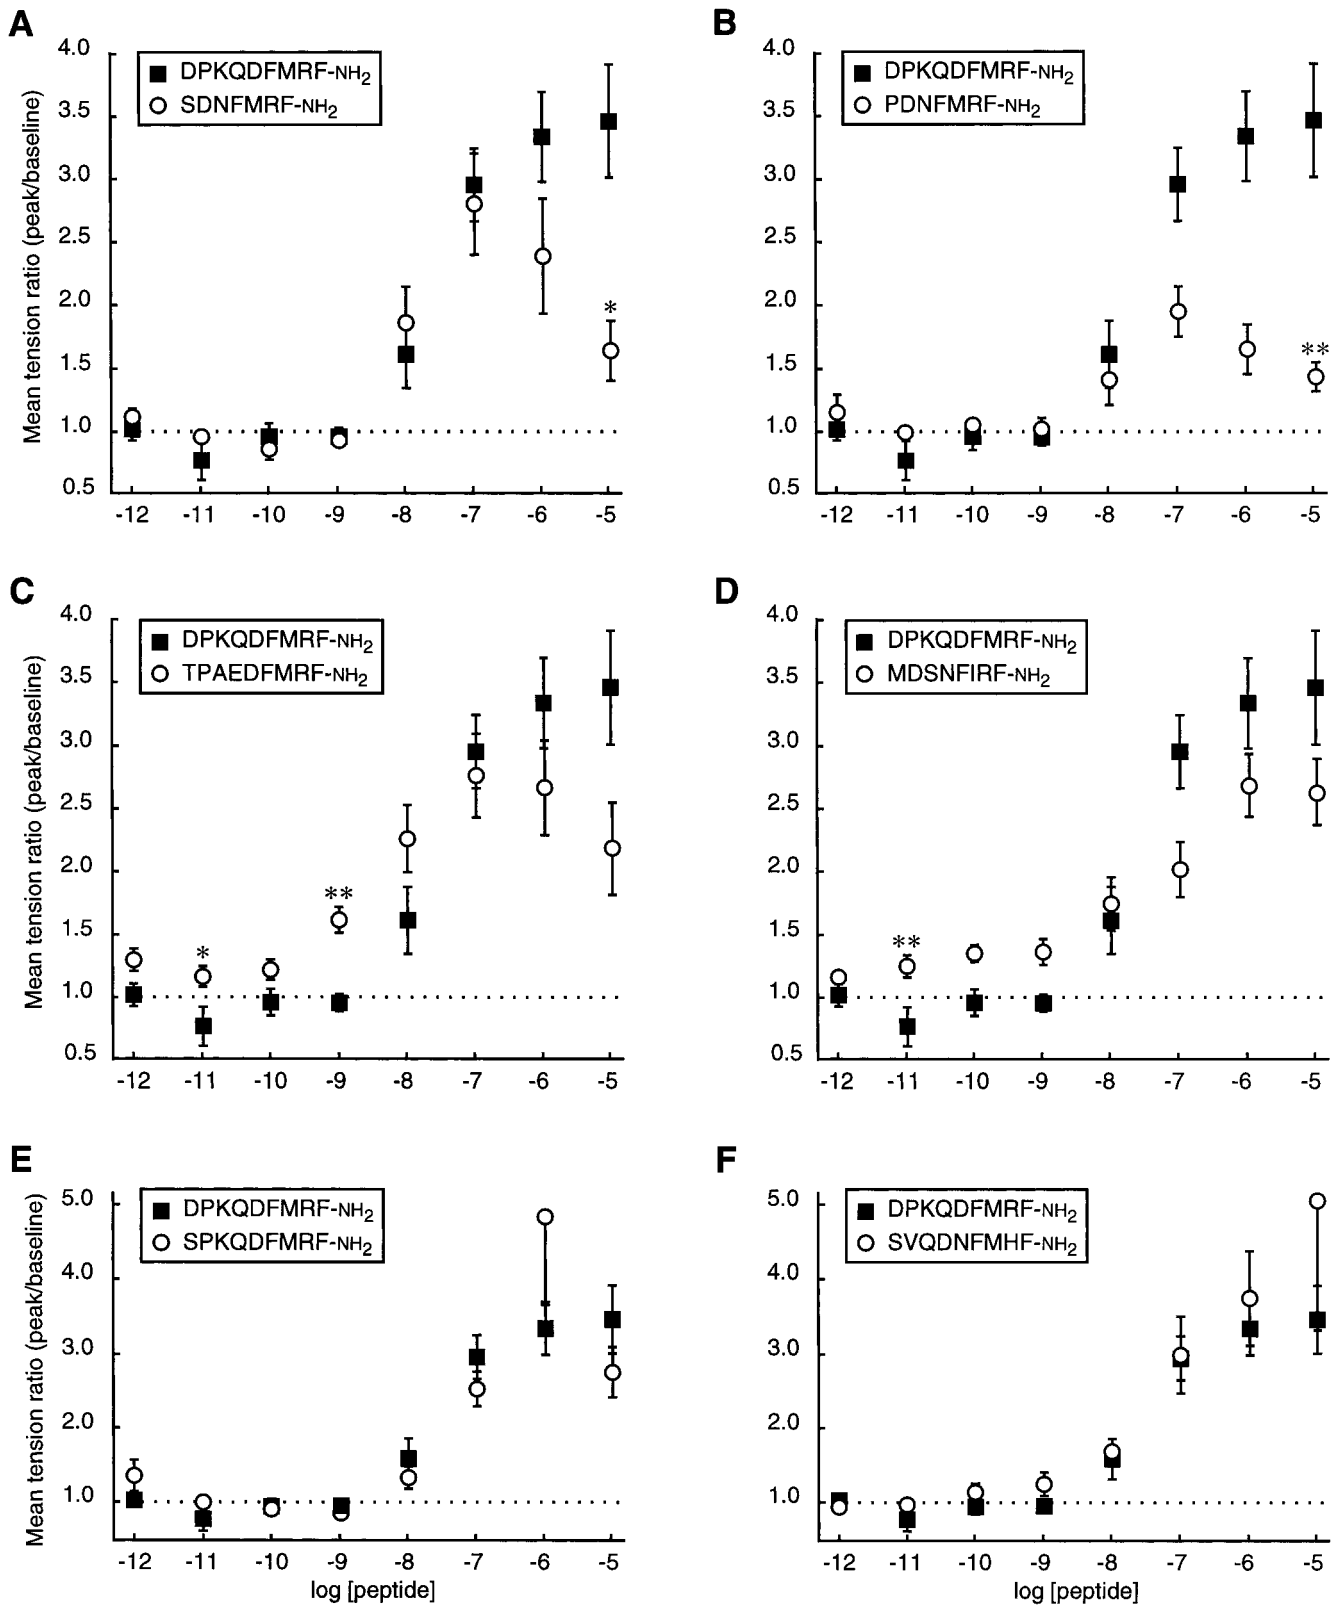 A
Mean tension ratio (peak/baseline)
4.0
3.5
3.0
2.5
2.0
1.5
1.0
0.5
DPKQDFMRF-NH2
SDNFMRF-NH2
*
-12 -11 -10 -9 -8 -7 -6 -5
B
4.0
3.5
3.0
2.5
2.0
1.5
1.0
0.5
DPKQDFMRF-NH2
PDNFMRF-NH2
**
-12 -11 -10 -9 -8 -7 -6 -5
C
Mean tension ratio (peak/baseline)
4.0
3.5
3.0
2.5
2.0
1.5
1.0
0.5
DPKQDFMRF-NH2
TPAEDFMRF-NH2
**
*
-12 -11 -10 -9 -8 -7 -6 -5
D
4.0
3.5
3.0
2.5
2.0
1.5
1.0
0.5
DPKQDFMRF-NH2
MDSNFIRF-NH2
**
-12 -11 -10 -9 -8 -7 -6 -5
E
Mean tension ratio (peak/baseline)
5.0
4.0
3.0
2.0
1.0
DPKQDFMRF-NH2
SPKQDFMRF-NH2
-12 -11 -10 -9 -8 -7 -6 -5
log [peptide]
F
5.0
4.0
3.0
2.0
1.0
DPKQDFMRF-NH2
SVQDNFMHF-NH2
-12 -11 -10 -9 -8 -7 -6 -5
log [peptide]